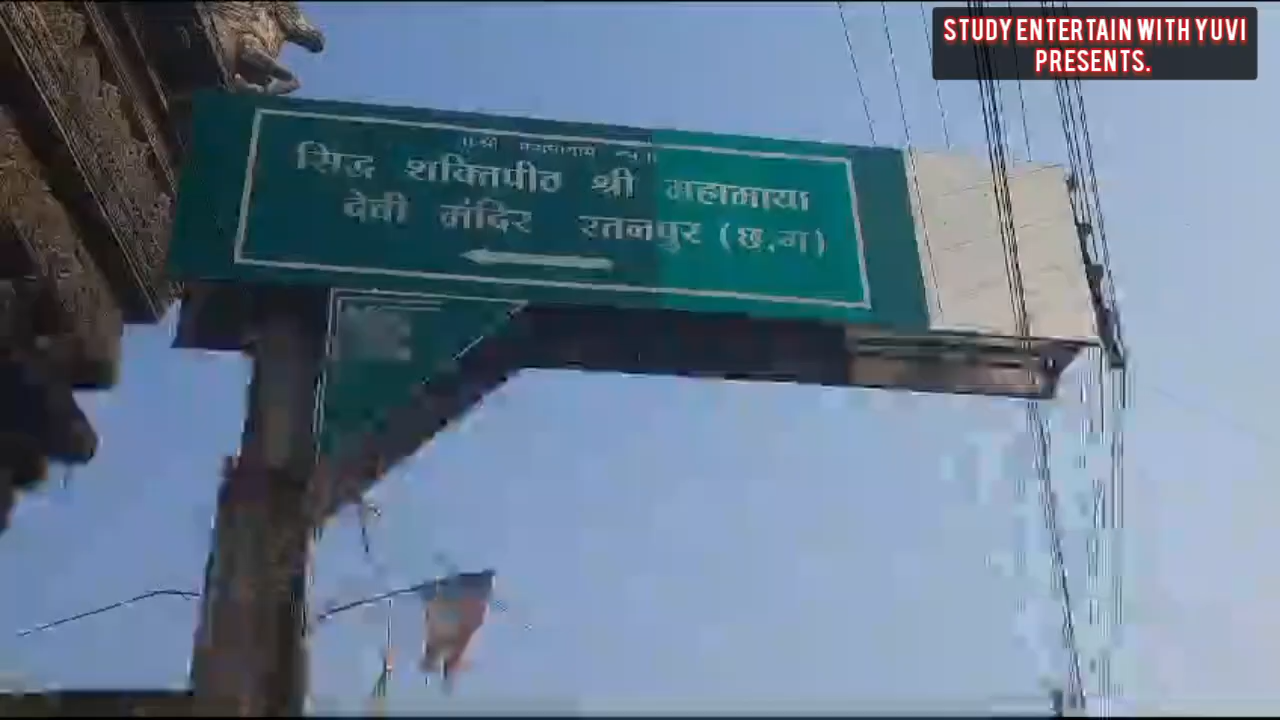 STUDY ENTERTAIN WITH YUVI
PRESENTS.
सिद्ध शक्तिपीठ श्री महामाया
देवी मंदिर रतनपुर (छ.ग)